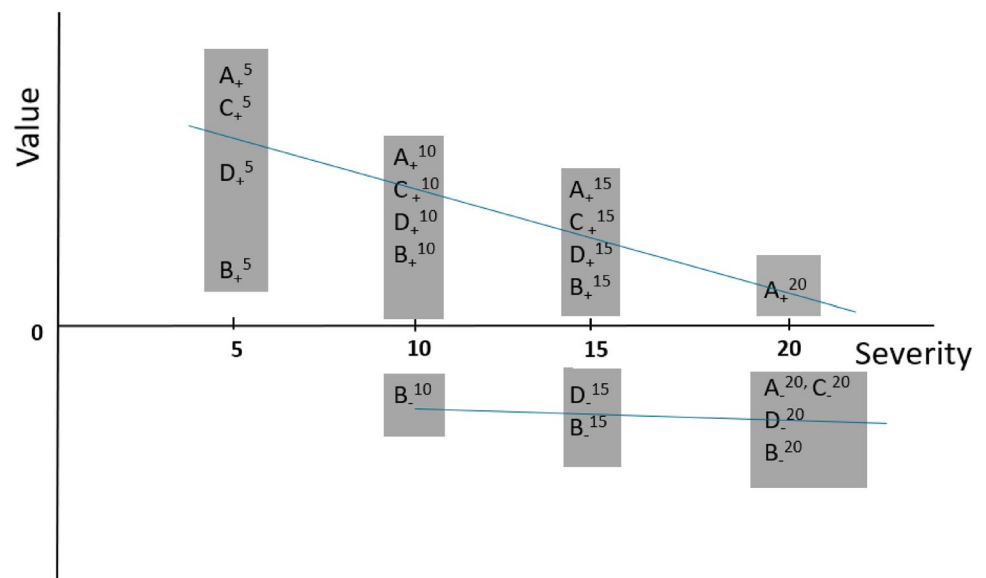 Value
A₊⁵
C₊⁵
D₊⁵
B₊⁵
A₊¹⁰
C₊¹⁰
D₊¹⁰
B₊¹⁰
A₊¹⁵
C₊¹⁵
D₊¹⁵
B₊¹⁵
A₊²⁰
0
5
10
15
20
Severity
B₋¹⁰
D₋¹⁵
B₋¹⁵
A₋²⁰, C₋²⁰
D₋²⁰
B₋²⁰